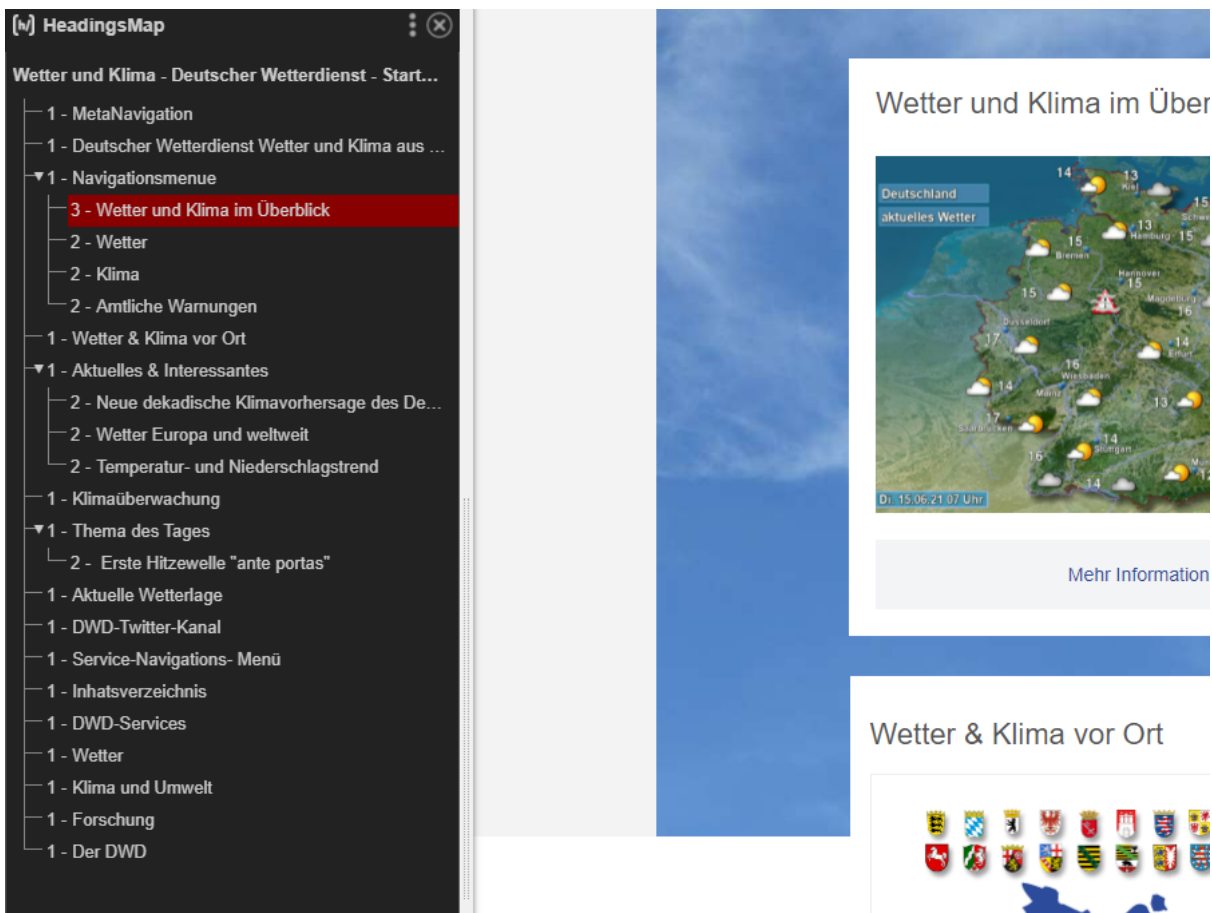 HeadingsMap
Wetter und Klima - Deutscher Wetterdienst - Start...
1 - MetaNavigation
1 - Deutscher Wetterdienst Wetter und Klima aus ...
1 - Navigationsmenue
3 - Wetter und Klima im Überblick
2 - Wetter
2 - Klima
2 - Amtliche Warnungen
1 - Wetter & Klima vor Ort
1 - Aktuelles & Interessantes
2 - Neue dekadische Klimavorhersage des De...
2 - Wetter Europa und weltweit
2 - Temperatur- und Niederschlagstrend
1 - Klimaüberwachung
1 - Thema des Tages
2 - Erste Hitzewelle "ante portas"
1 - Aktuelle Wetterlage
1 - DWD-Twitter-Kanal
1 - Service-Navigations- Menü
1 - Inhatsverzeichnis
1 - DWD-Services
1 - Wetter
1 - Klima und Umwelt
1 - Forschung
1 - Der DWD
Wetter und Klima im Über
Deutschland
aktuelles Wetter
14
13
Kiel
15
Schwe
13
Hamburg
15
15
Bremen
Hannover
15
15
Magdeburg
16
Düsseldorf
17
14
Erfurt
16
Wiesbaden
14
Mainz
13
17
Saarbrücken
14
Stuttgart
16
Mün
12
14
Di. 15.06.21 07 Uhr
Mehr Information
Wetter & Klima vor Ort